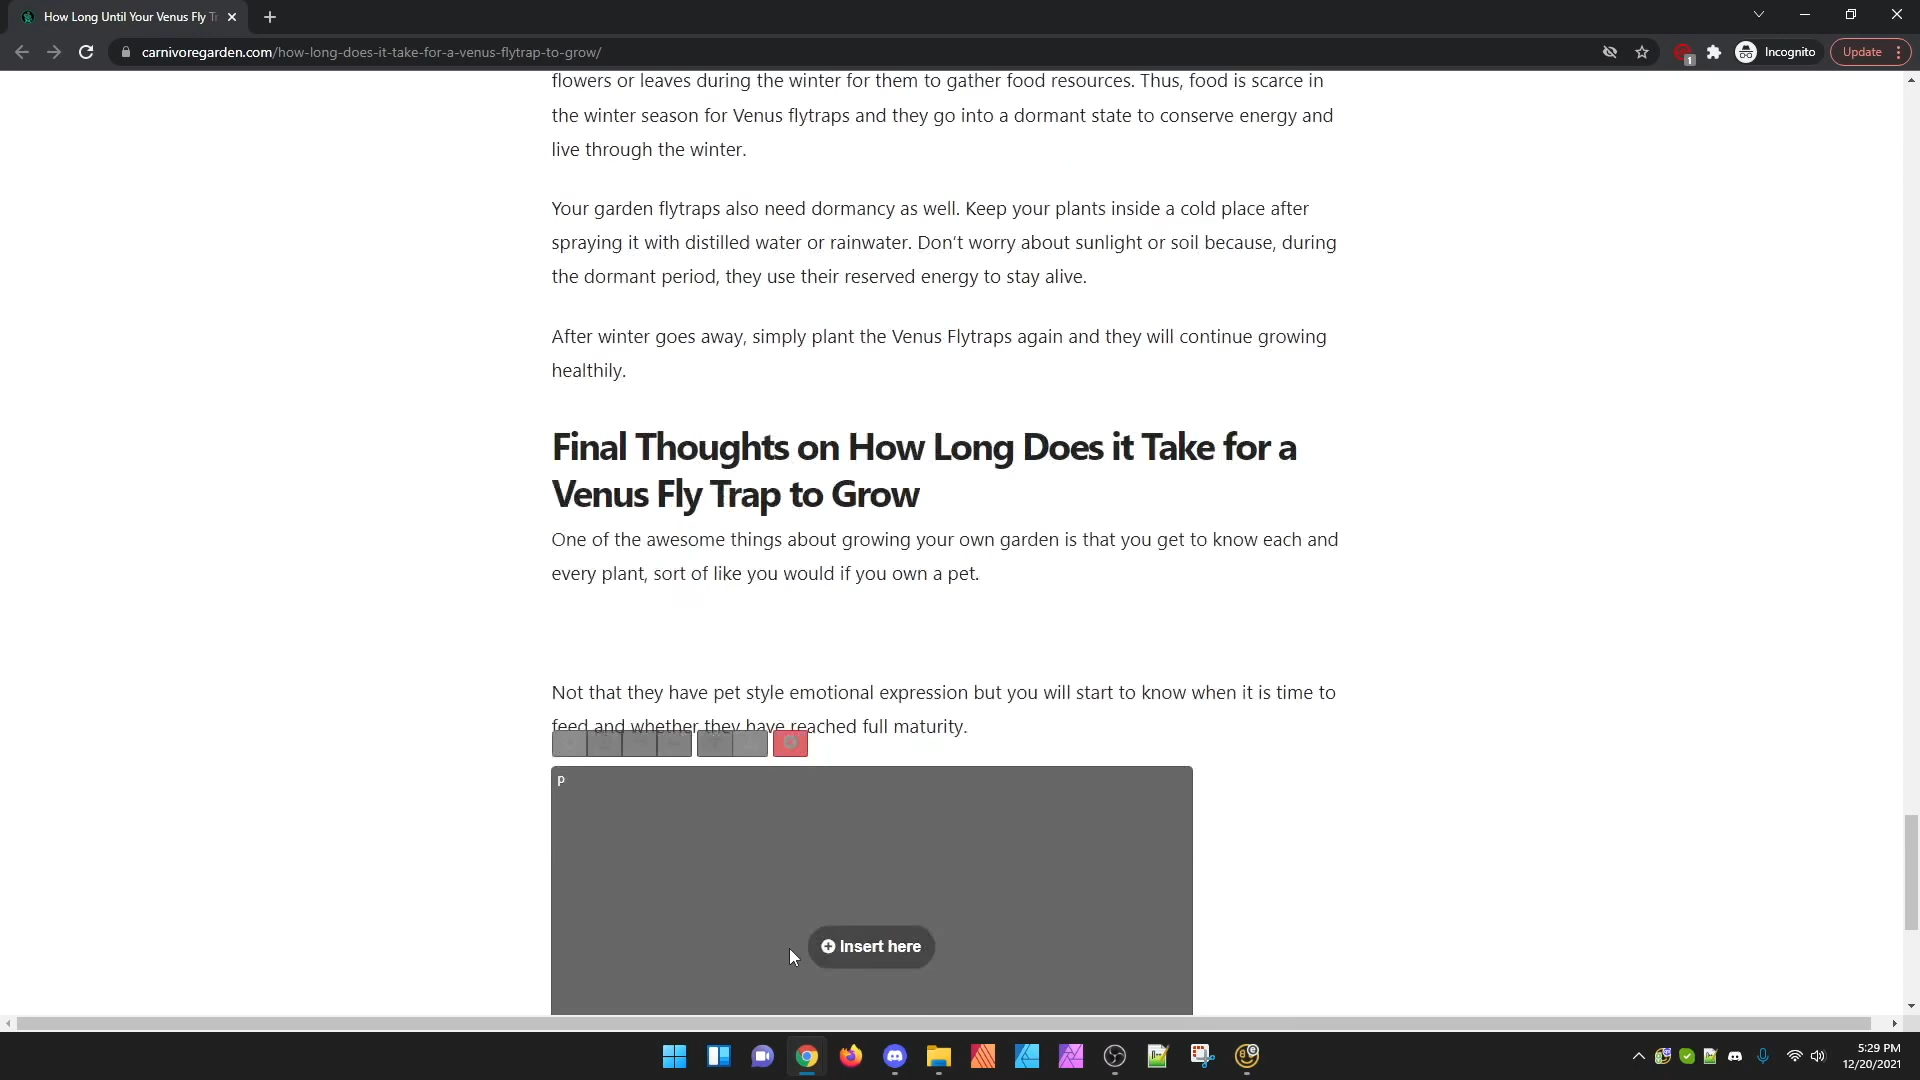 How Long Until Your Venus Fly Tr
carnivoregarden.com/how-long-does-it-take-for-a-venus-flytrap-to-grow/
1
Incognito
Update
flowers or leaves during the winter for them to gather food resources. Thus, food is scarce in
the winter season for Venus flytraps and they go into a dormant state to conserve energy and
live through the winter.
Your garden flytraps also need dormancy as well. Keep your plants inside a cold place after
spraying it with distilled water or rainwater. Don’t worry about sunlight or soil because, during
the dormant period, they use their reserved energy to stay alive.
After winter goes away, simply plant the Venus Flytraps again and they will continue growing
healthily.
Final Thoughts on How Long Does it Take for a
Venus Fly Trap to Grow
One of the awesome things about growing your own garden is that you get to know each and
every plant, sort of like you would if you own a pet.
Not that they have pet style emotional expression but you will start to know when it is time to
feed and whether they have reached full maturity.
p
Insert here
5:29 PM
12/20/2021